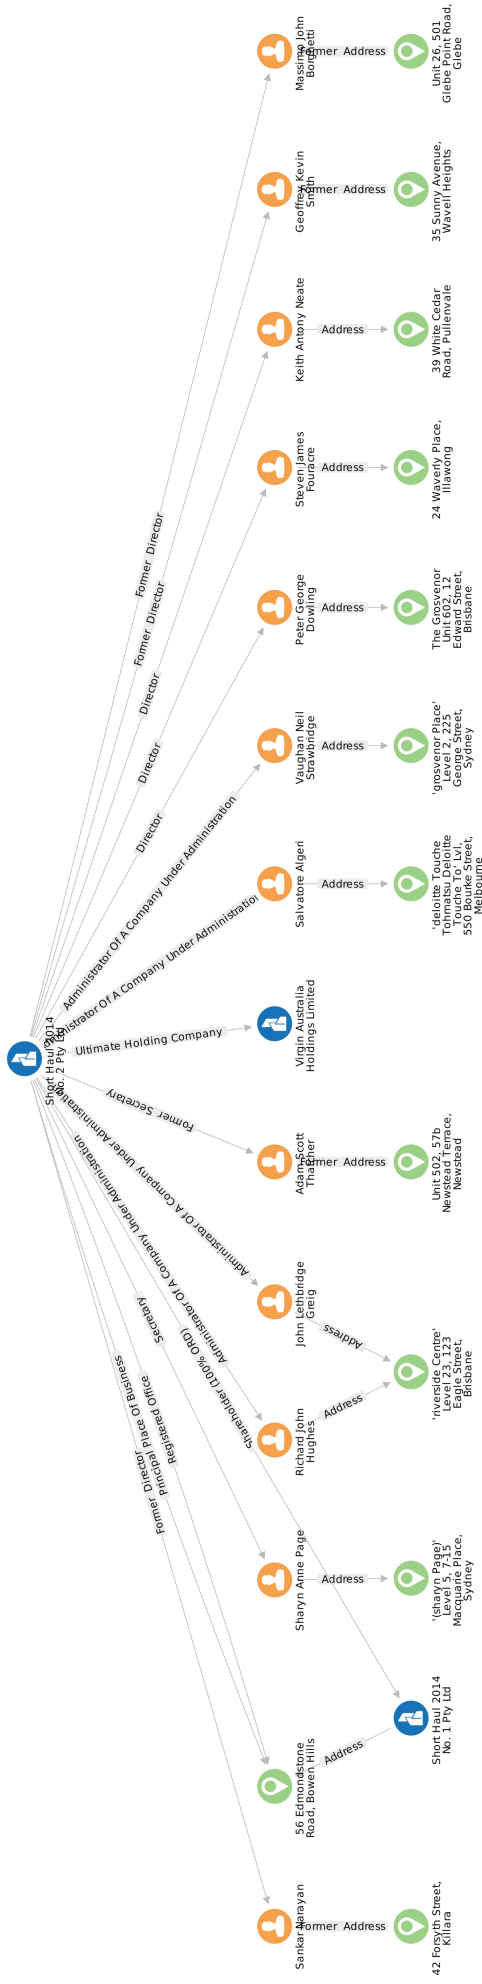 Massimo John
Borghetti
Former Address
Unit 26, 501
Glebe Point Road,
Glebe
Geoffrey Kevin
Smith
Former Address
35 Sunny Avenue,
Wavell Heights
Keith Antony Neate
Address
39 White Cedar
Road, Pullenvale
Steven James
Fouracre
Address
24 Waverly Place,
Illawong
Peter George
Dowling
Address
The Grosvenor
Unit 602, 12
Edward Street,
Brisbane
Vaughan Neil
Strawbridge
Address
'grosvenor Place'
Level 2, 225
George Street,
Sydney
Salvatore Algeri
Address
'deloitte Touche
Tohmatsu Deloitte
Touche To' Lvl,
550 Bourke Street,
Melbourne
Former Director
Former Director
Director
Director
Director
Administrator Of A Company Under Administration
Administrator Of A Company Under Administration
Short Haul 2014
No. 2 Pty Ltd
Ultimate Holding Company
Virgin Australia
Holdings Limited
Former Secretary
Adam Scott
Thatcher
Former Address
Unit 502, 57b
Newstead Terrace,
Newstead
Administrator Of A Company Under Administration
John Lethbridge
Greig
Address
'riverside Centre'
Level 23, 123
Eagle Street,
Brisbane
Administrator Of A Company Under Administration
Richard John
Hughes
Address
Shareholder (100% ORD)
Secretary
Sharyn Anne Page
Address
'(sharyn Page)'
Level 5, 7-15
Macquarie Place,
Sydney
Registered Office
Principal Place Of Business
Former Director
Short Haul 2014
No. 1 Pty Ltd
Address
56 Edmondstone
Road, Bowen Hills
Sankar Narayan
Former Address
42 Forsyth Street,
Killara